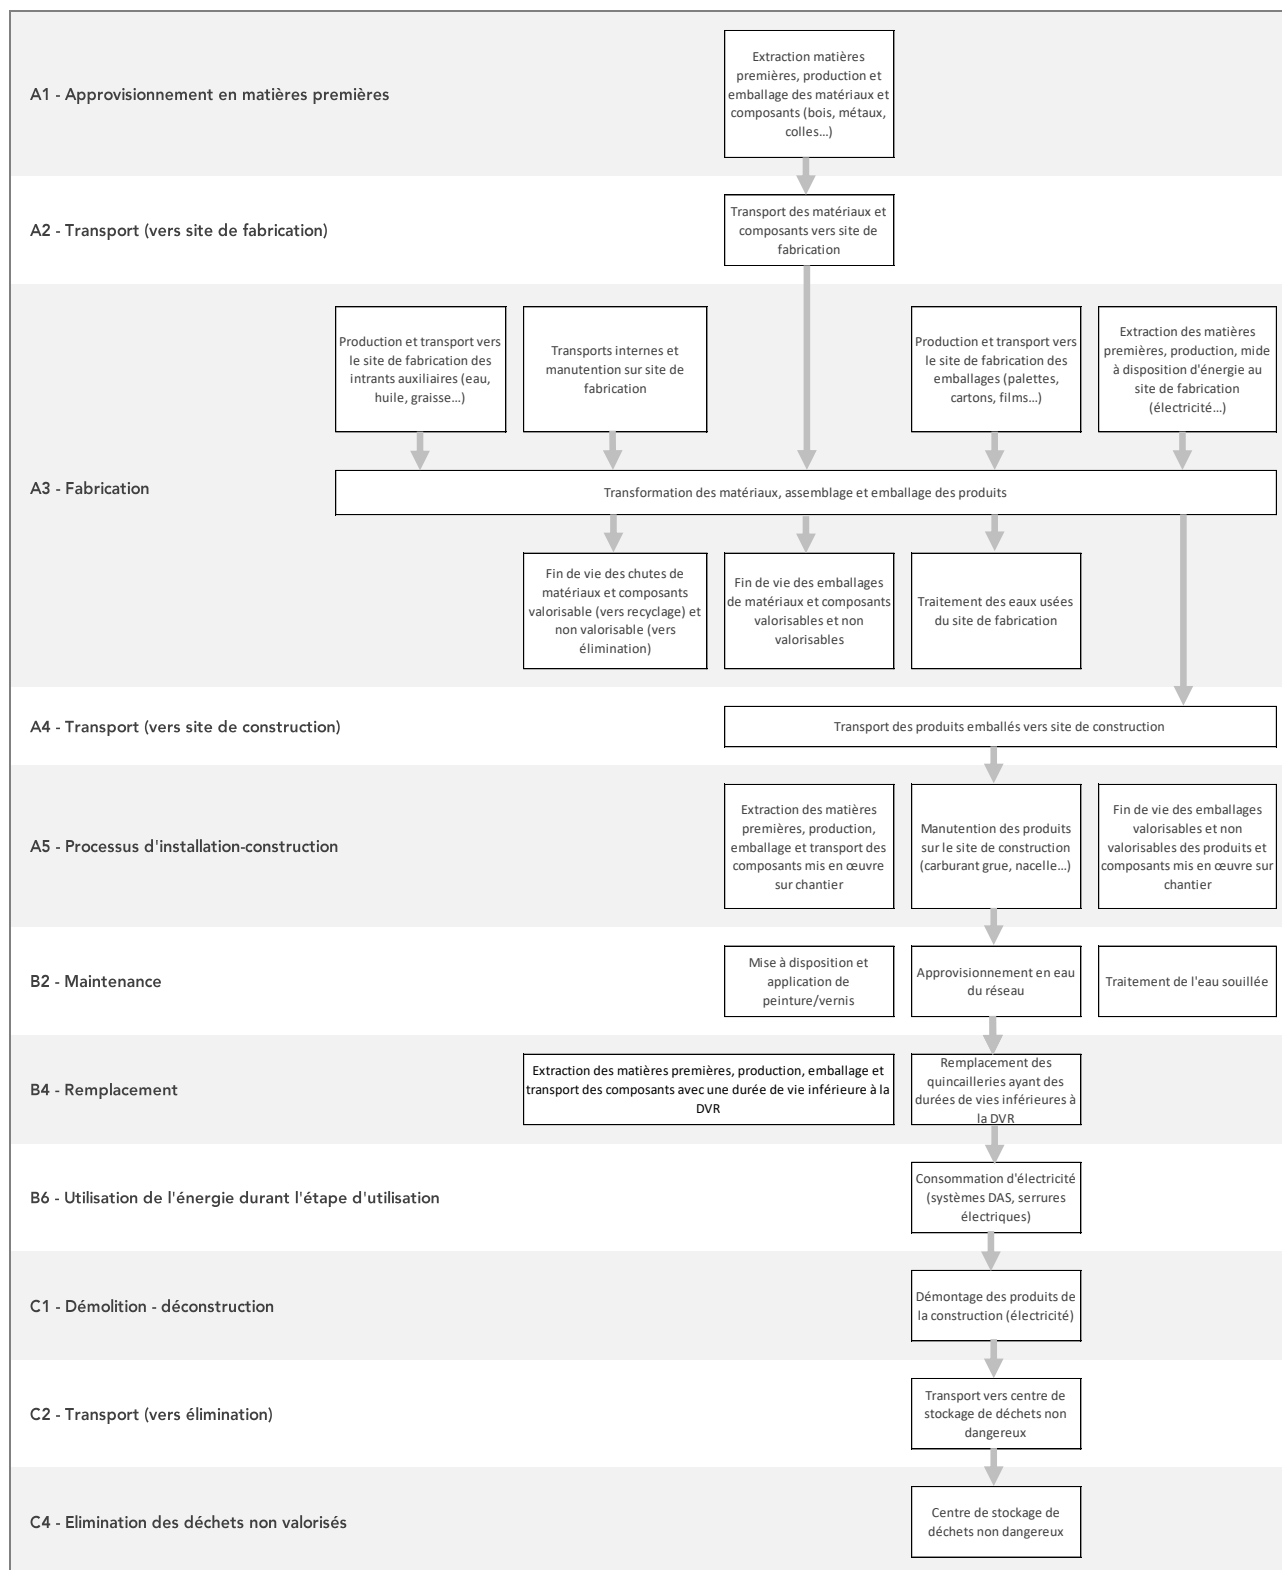 Extraction matières
premières, production et
emballage des matériaux et
composants (bois, métaux,
colles…)
A1 - Approvisionnement en matières premières
Transport des matériaux et
composants vers site de
fabrication
A2 - Transport (vers site de fabrication)
Production et transport vers
le site de fabrication des
intrants auxiliaires (eau,
huile, graisse…)
Transports internes et
manutention sur site de
fabrication
Production et transport vers
le site de fabrication des
emballages (palettes,
cartons, films…)
Extraction des matières
premières, production, mide
à disposition d'énergie au
site de fabrication
(électricité…)
A3 - Fabrication
Transformation des matériaux, assemblage et emballage des produits
Fin de vie des chutes de
matériaux et composants
valorisable (vers recyclage) et
non valorisable (vers
élimination)
Fin de vie des emballages
de matériaux et composants
valorisables et non
valorisables
Traitement des eaux usées
du site de fabrication
A4 - Transport (vers site de construction)
Transport des produits emballés vers site de construction
A5 - Processus d'installation-construction
Extraction des matières
premières, production,
emballage et transport des
composants mis en œuvre
sur chantier
Manutention des produits
sur le site de construction
(carburant grue, nacelle…)
Fin de vie des emballages
valorisables et non
valorisables des produits et
composants mis en œuvre sur
chantier
B2 - Maintenance
Mise à disposition et
application de
peinture/vernis
Approvisionnement en eau
du réseau
Traitement de l'eau souillée
B4 - Remplacement
Extraction des matières premières, production, emballage et
transport des composants avec une durée de vie inférieure à la
DVR
Remplacement des
quincailleries ayant des
durées de vies inférieures à
la DVR
B6 - Utilisation de l'énergie durant l'étape d'utilisation
Consommation d'électricité
(systèmes DAS, serrures
électriques)
C1 - Démolition - déconstruction
Démontage des produits de
la construction (électricité)
C2 - Transport (vers élimination)
Transport vers centre de
stockage de déchets non
dangereux
C4 - Elimination des déchets non valorisés
Centre de stockage de
déchets non dangereux